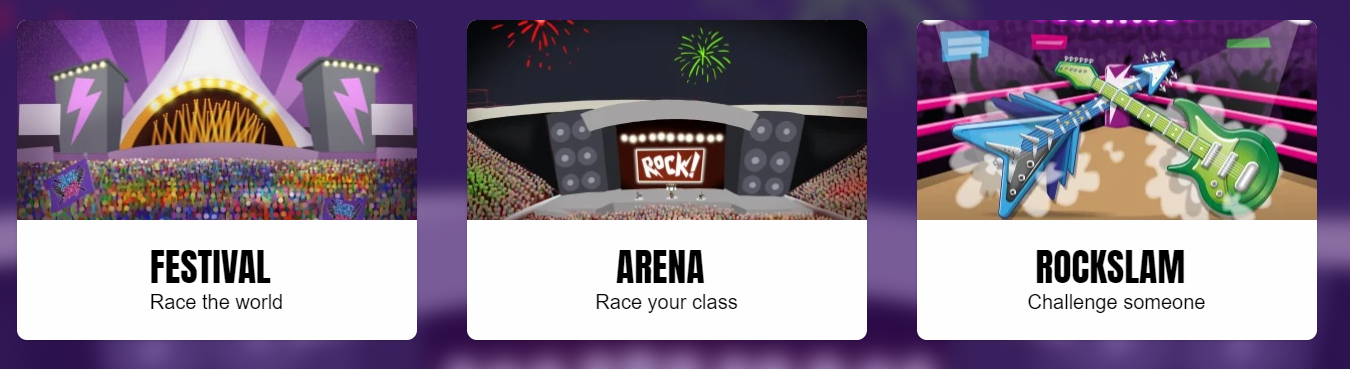 ROCK!
FESTIVAL
Race the world
ARENA
Race your class
ROCKSLAM
Challenge someone